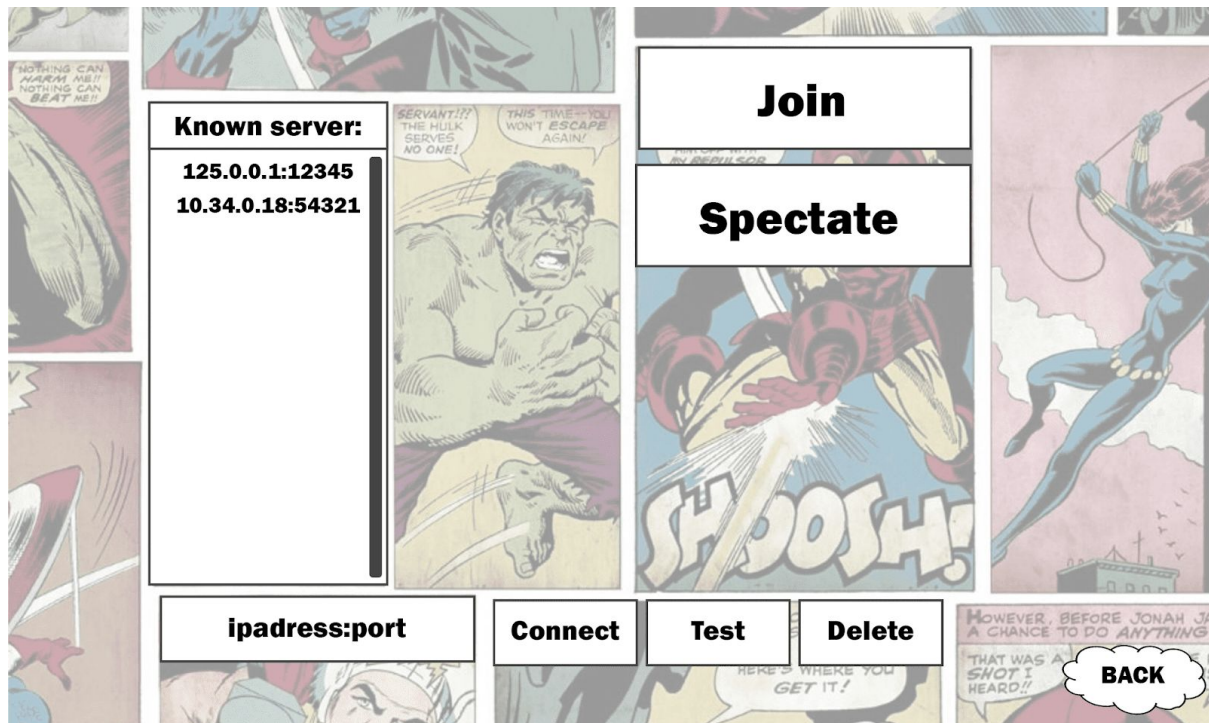 NOTHING CAN
HARM ME!!
NOTHING CAN
BEAT ME!!
Known server:
125.0.0.1:12345
10.34.0.18:54321
SERVANT!??
THE HULK
SERVES
NO ONE!
THIS TIME--YOU
WON'T ESCAPE
AGAIN!
Join
MY REPULSOR
Spectate
SHOOSH!
ipadress:port
Connect
Test
Delete
HERE'S WHERE YOU
GET IT!
HOWEVER, BEFORE JONAH
A CHANCE TO DO ANYTHING
THAT WAS A
SHOT I
HEARD!!
BACK